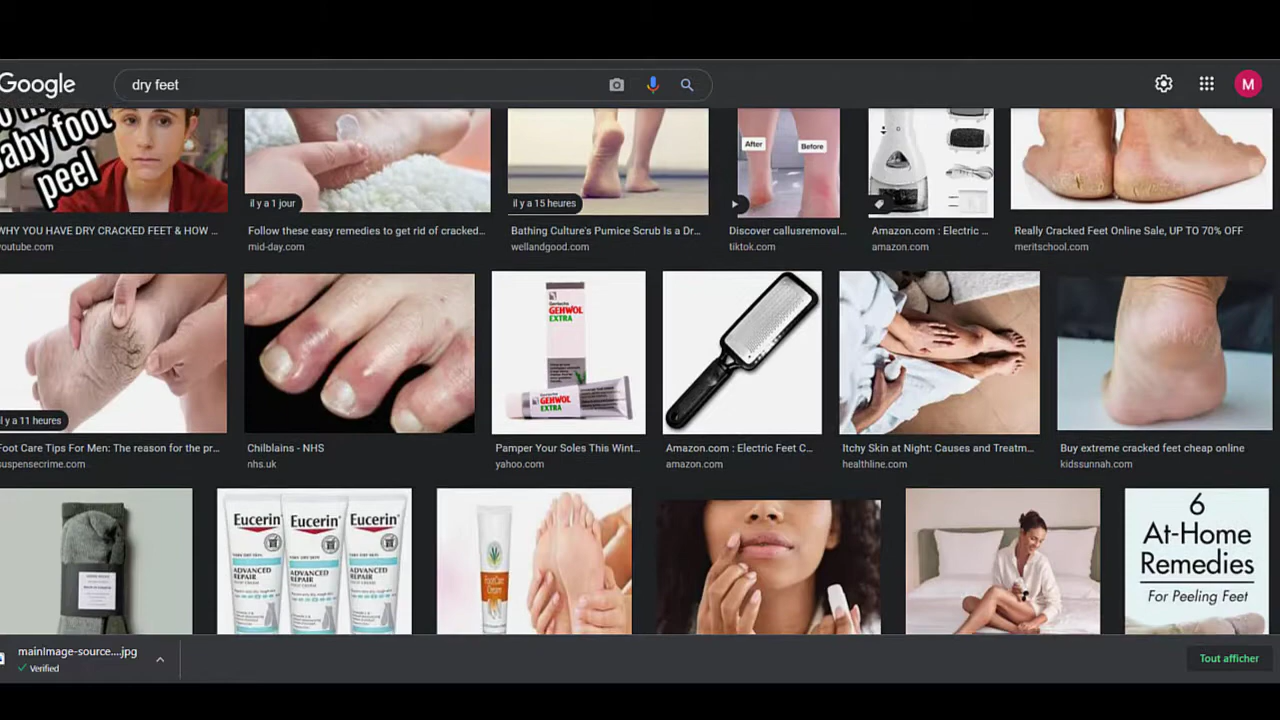 Google
dry feet
M
baby foot
peel
il y a 1 jour
il y a 15 heures
After
Before
WHY YOU HAVE DRY CRACKED FEET & HOW ...
youtube.com
Follow these easy remedies to get rid of cracked...
mid-day.com
Bathing Culture's Pumice Scrub Is a Dr...
wellandgood.com
Discover callusremoval...
tiktok.com
Amazon.com : Electric ...
amazon.com
Really Cracked Feet Online Sale, UP TO 70% OFF
meritschool.com
il y a 11 heures
GEHWOL
EXTRA
GEHWOL
EXTRA
Foot Care Tips For Men: The reason for the pr...
suspensecrime.com
Chilblains - NHS
nhs.uk
Pamper Your Soles This Wint...
yahoo.com
Amazon.com : Electric Feet C...
amazon.com
Itchy Skin at Night: Causes and Treatm...
healthline.com
Buy extreme cracked feet cheap online
kidssunnah.com
Eucerin
Eucerin
Eucerin
ADVANCED
REPAIR
ADVANCED
REPAIR
ADVANCED
REPAIR
FootCare
Cream
6
At-Home
Remedies
For Peeling Feet
mainImage-source....jpg
Verified
Tout afficher